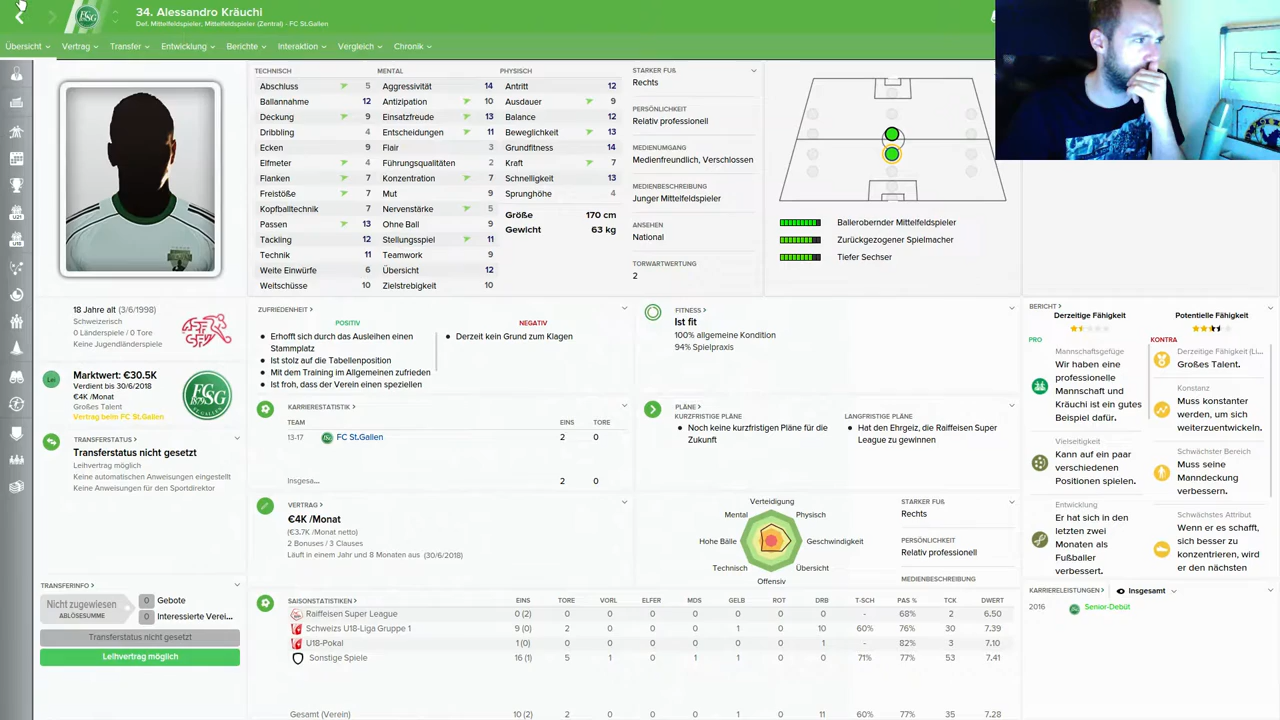 34. Alessandro Kräuchi
Def. Mittelfeldspieler, Mittelfeldspieler (Zentral) - FC St.Gallen
Übersicht Vertrag Transfer Entwicklung Berichte Interaktion Vergleich Chronik
TECHNISCH
Abschluss 5
Ballannahme 12
Deckung 9
Dribbling 4
Ecken 9
Elfmeter 4
Flanken 7
Freistöße 7
Kopfballtechnik 7
Passen 13
Tackling 12
Technik 11
Weite Einwürfe 6
Weitschüsse 10
MENTAL
Aggressivität 14
Antizipation 10
Einsatzfreude 13
Entscheidungen 11
Flair 3
Führungsqualitäten 2
Konzentration 7
Mut 9
Nervenstärke 5
Ohne Ball 9
Stellungsspiel 11
Teamwork 9
Übersicht 12
Zielstrebigkeit 10
PHYSISCH
Antritt 12
Ausdauer 9
Balance 12
Beweglichkeit 13
Grundfitness 14
Kraft 7
Schnelligkeit 13
Sprunghöhe 4
Größe 170 cm
Gewicht 63 kg
STARKER FUß
Rechts
PERSÖNLICHKEIT
Relativ professionell
MEDIENUMGANG
Medienfreundlich, Verschlossen
MEDIENBESCHREIBUNG
Junger Mittelfeldspieler
ANSEHEN
National
TORWARTWERTUNG
2
Ballerobernder Mittelfeldspieler
Zurückgezogener Spielmacher
Tiefer Sechser
18 Jahre alt (3/6/1998)
Schweizerisch
0 Länderspiele / 0 Tore
Keine Jugendländerspiele
Lei
Marktwert: €30.5K
Verdient bis 30/6/2018
€4K /Monat
Großes Talent
Vertrag beim FC St.Gallen
TRANSFERSTATUS >
Transferstatus nicht gesetzt
Leihvertrag möglich
Keine automatischen Anweisungen eingestellt
Keine Anweisungen für den Sportdirektor
TRANSFERINFO >
Nicht zugewiesen
ABLÖSESUMME
0 Gebote
0 Interessierte Verei...
Transferstatus nicht gesetzt
Leihvertrag möglich
ZUFRIEDENHEIT >
POSITIV
Erhofft sich durch das Ausleihen einen
Stammplatz
Ist stolz auf die Tabellenposition
Mit dem Training im Allgemeinen zufrieden
Ist froh, dass der Verein einen speziellen
NEGATIV
Derzeit kein Grund zum Klagen
KARRIERESTATISTIK >
TEAM EINS TORE
13-17 FC St.Gallen 2 0
Insgesa... 2 0
VERTRAG >
€4K /Monat
(€3.7K /Monat netto)
2 Bonuses / 3 Clauses
Läuft in einem Jahr und 8 Monaten aus (30/6/2018)
FITNESS >
Ist fit
100% allgemeine Kondition
94% Spielpraxis
PLÄNE >
KURZFRISTIGE PLÄNE
Noch keine kurzfristigen Pläne für die
Zukunft
LANGFRISTIGE PLÄNE
Hat den Ehrgeiz, die Raiffeisen Super
League zu gewinnen
Verteidigung
Mental Physisch
Hohe Bälle Geschwindigkeit
Technisch Übersicht
Offensiv
STARKER FUß
Rechts
PERSÖNLICHKEIT
Relativ professionell
MEDIENBESCHREIBUNG
SAISONSTATISTIKEN > EINS TORE VORL ELFER MDS GELB ROT DRB T-SCH PAS % TCK DWERT
Raiffeisen Super League 0 (2) 0 0 0 0 0 0 0 - 68% 2 6.50
Schweiz U18-Liga Gruppe 1 9 (0) 2 0 0 0 1 0 10 60% 76% 30 7.39
U18-Pokal 1 (0) 0 0 0 0 0 0 1 - 82% 3 7.10
Sonstige Spiele 16 (1) 5 1 0 1 1 0 0 71% 77% 53 7.41
Gesamt (Verein) 10 (2) 2 0 0 0 1 0 11 60% 77% 35 7.28
BERICHT >
Derzeitige Fähigkeit
Potentielle Fähigkeit
PRO
Mannschaftsgefüge
Wir haben eine
professionelle
Mannschaft und
Kräuchi ist ein gutes
Beispiel dafür.
Vielseitigkeit
Kann auf ein paar
verschiedenen
Positionen spielen.
Entwicklung
Er hat sich in den
letzten zwei
Monaten als
Fußballer
verbessert.
KONTRA
Derzeitige Fähigkeit (Li...
Großes Talent.
Konstanz
Muss konstanter
werden, um sich
weiterzuentwickeln.
Schwächster Bereich
Muss seine
Manndeckung
verbessern.
Schwächstes Attribut
Wenn er es schafft,
sich besser zu
konzentrieren, wird
er den nächsten
KARRIERELEISTUNGEN > Insgesamt
2016 Senior-Debüt